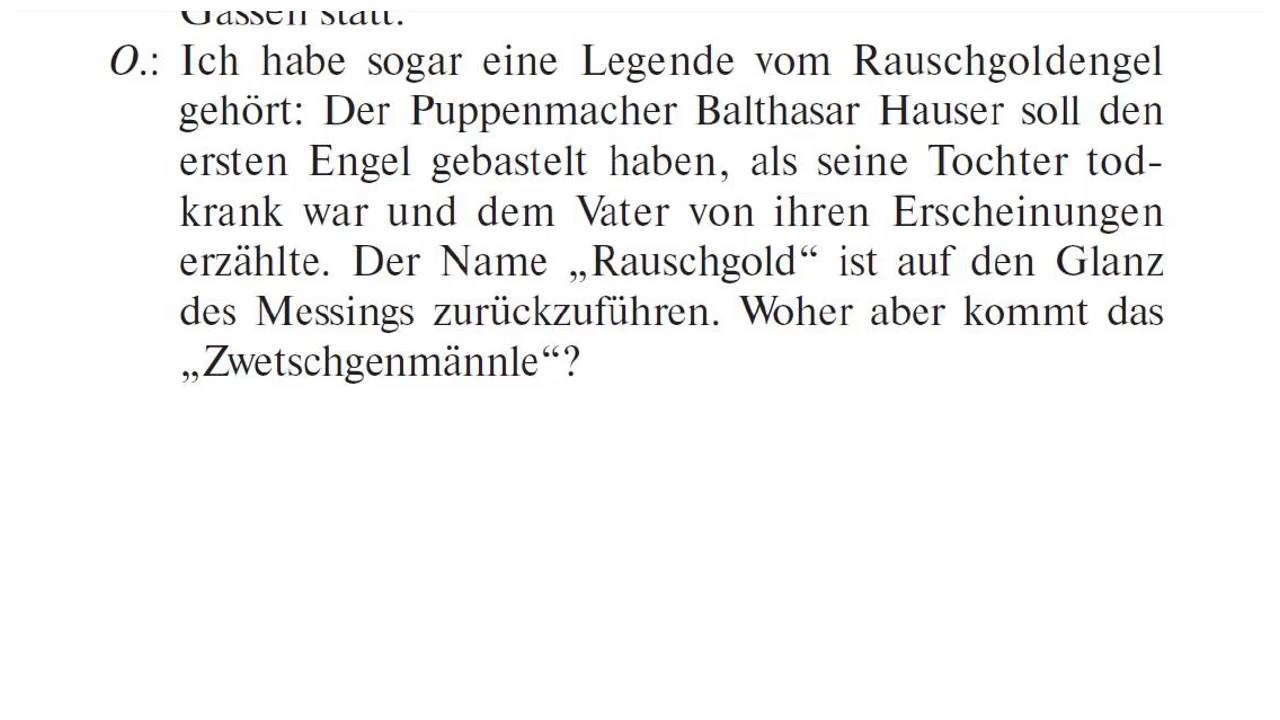 Gassen statt.
O.: Ich habe sogar eine Legende vom Rauschgoldengel
gehört: Der Puppenmacher Balthasar Hauser soll den
ersten Engel gebastelt haben, als seine Tochter tod-
krank war und dem Vater von ihren Erscheinungen
erzählte. Der Name „Rauschgold“ ist auf den Glanz
des Messings zurückzuführen. Woher aber kommt das
„Zwetschgenmännle“?